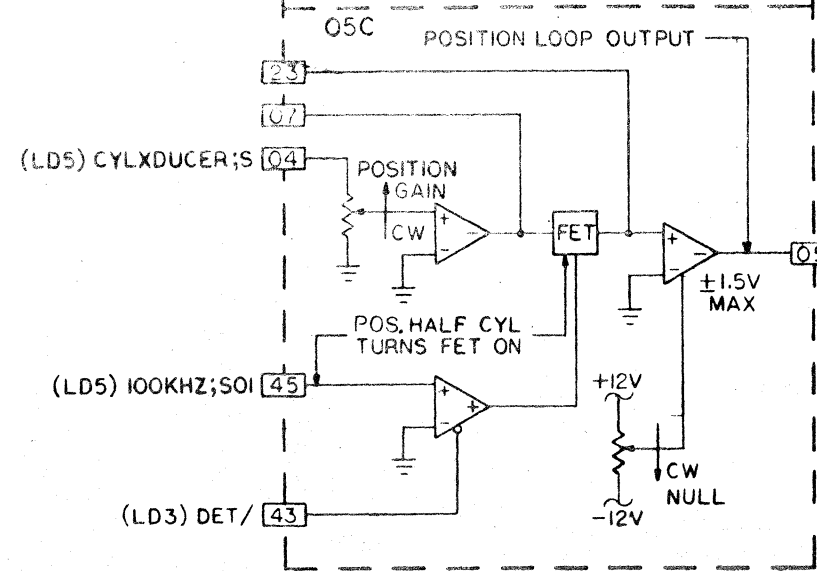 05C
POSITION LOOP OUTPUT
23
07
(LD5) CYLXDUCER;S 04
POSITION
GAIN
CW
+
−
−
FET
+
−
−
±1.5V
MAX
POS. HALF CYL
TURNS FET ON
(LD5) 100KHZ;SO1 45
+
−
+
+12V
CW
NULL
−12V
(LD3) DET/ 43